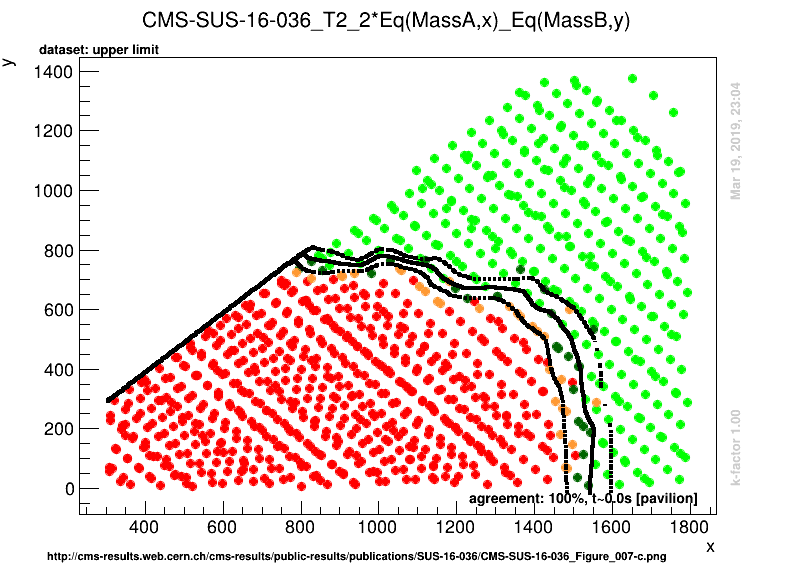 CMS-SUS-16-036_T2_2*Eq(MassA,x)_Eq(MassB,y)
dataset: upper limit
y
1400
1200
1000
800
600
400
200
0
400
600
800
1000
1200
1400
1600
1800
x
agreement: 100%, t~0.0s [pavilion]
Mar 19, 2019, 23:04
k-factor 1.00
http://cms-results.web.cern.ch/cms-results/public-results/publications/SUS-16-036/CMS-SUS-16-036_Figure_007-c.png